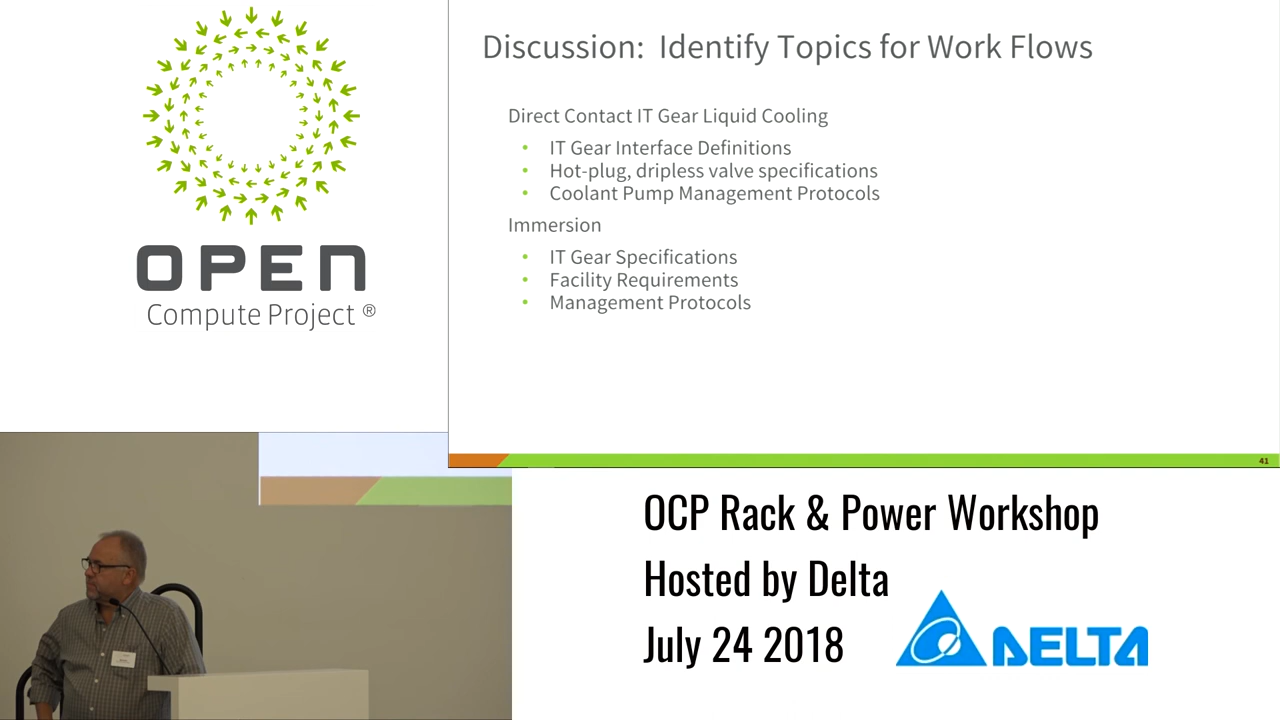 OPEN
Compute Project ®
Discussion: Identify Topics for Work Flows
Direct Contact IT Gear Liquid Cooling
• IT Gear Interface Definitions
• Hot-plug, dripless valve specifications
• Coolant Pump Management Protocols
Immersion
• IT Gear Specifications
• Facility Requirements
• Management Protocols
41
OCP Rack & Power Workshop
Hosted by Delta
July 24 2018
DELTA